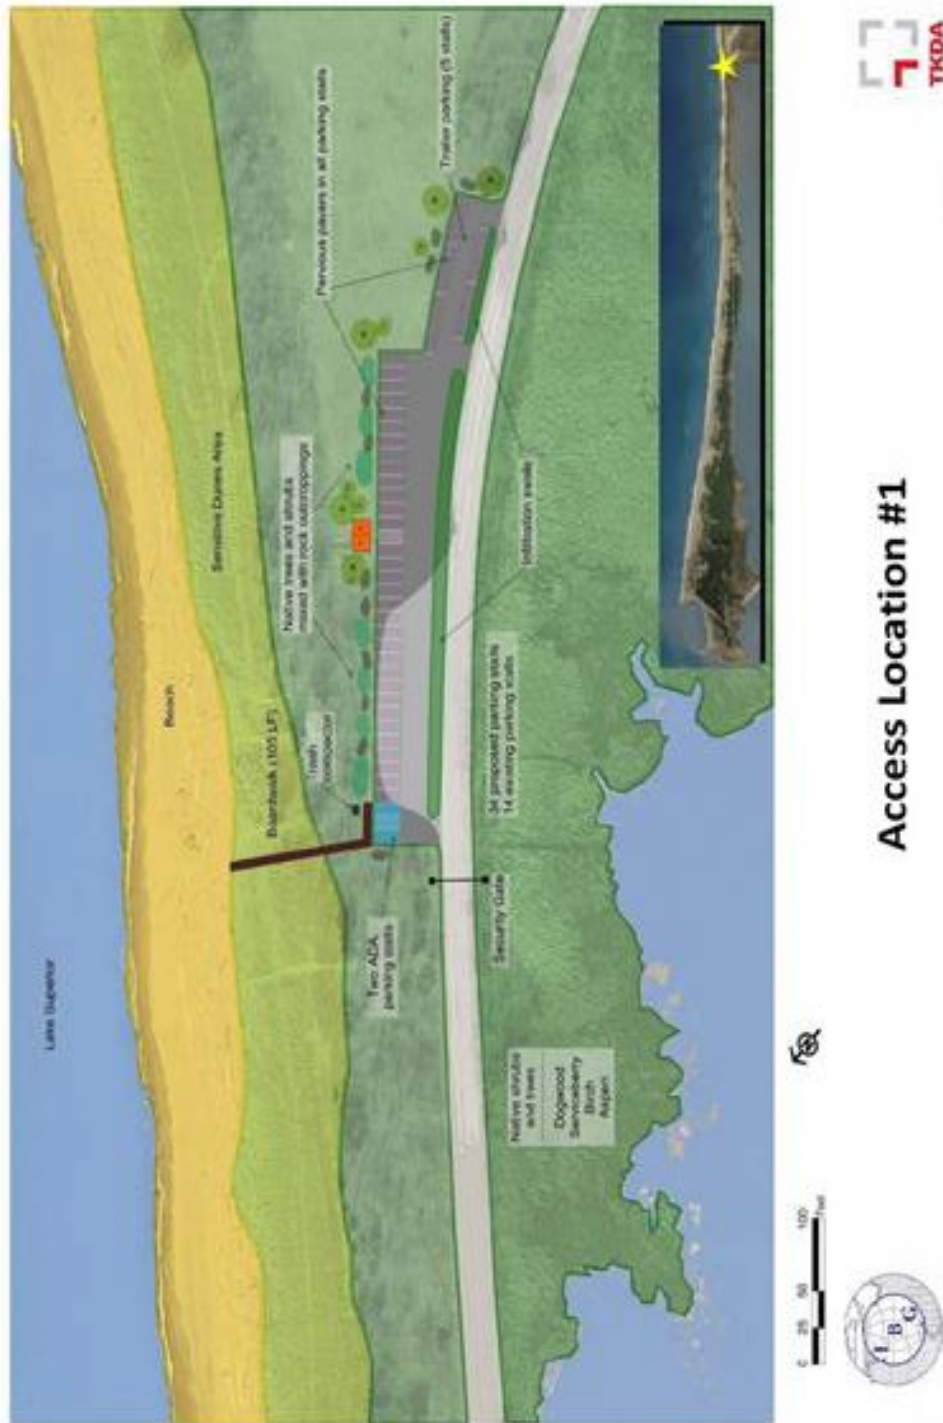 Lake Superior
Beach
Sensitive Dunes Area
Boardwalk (105 LF)
Trash
compactor
Native trees and shrubs
mixed with rock outcroppings
Pervious pavers in all parking stalls
Trailer parking (5 stalls)
Two ADA
parking stalls
Security Gate
34 proposed parking stalls
14 existing parking stalls
Infiltration swale
Native shrubs
and trees
Dogwood
Serviceberry
Birch
Aspen
0 25 50 100
Feet
I B G
Access Location #1
TKDA